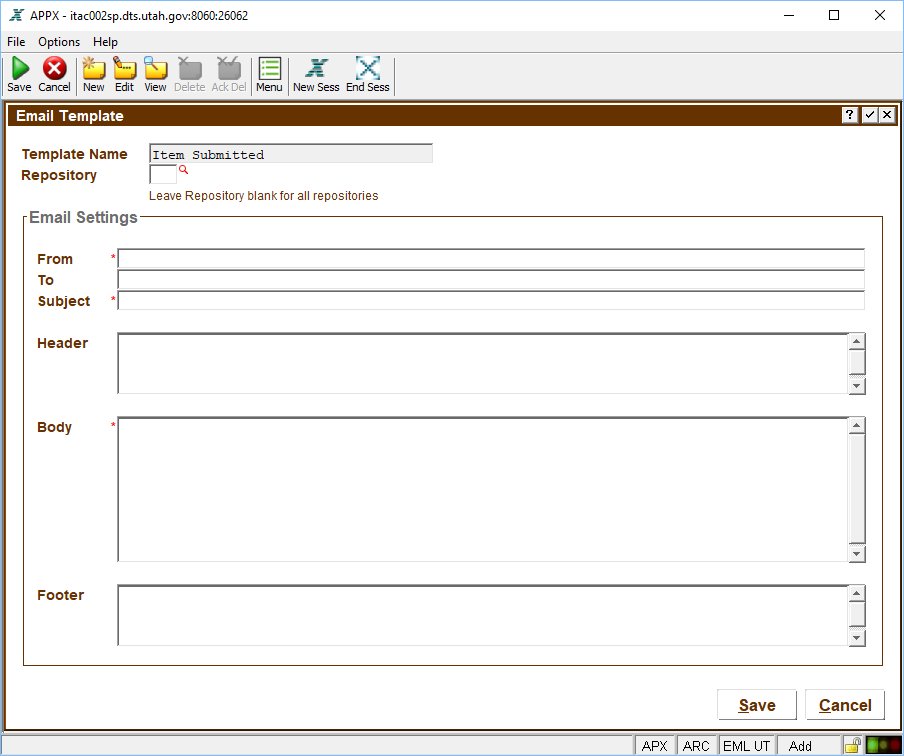 APPX - itac002sp.dts.utah.gov:8060:26062
File Options Help
Save Cancel New Edit View Delete Ack Del Menu New Sess End Sess
Email Template ?
Template Name Item Submitted
Repository
Leave Repository blank for all repositories
Email Settings
From *
To
Subject *
Header
Body *
Footer
Save Cancel
APPX ARC EML UT Add